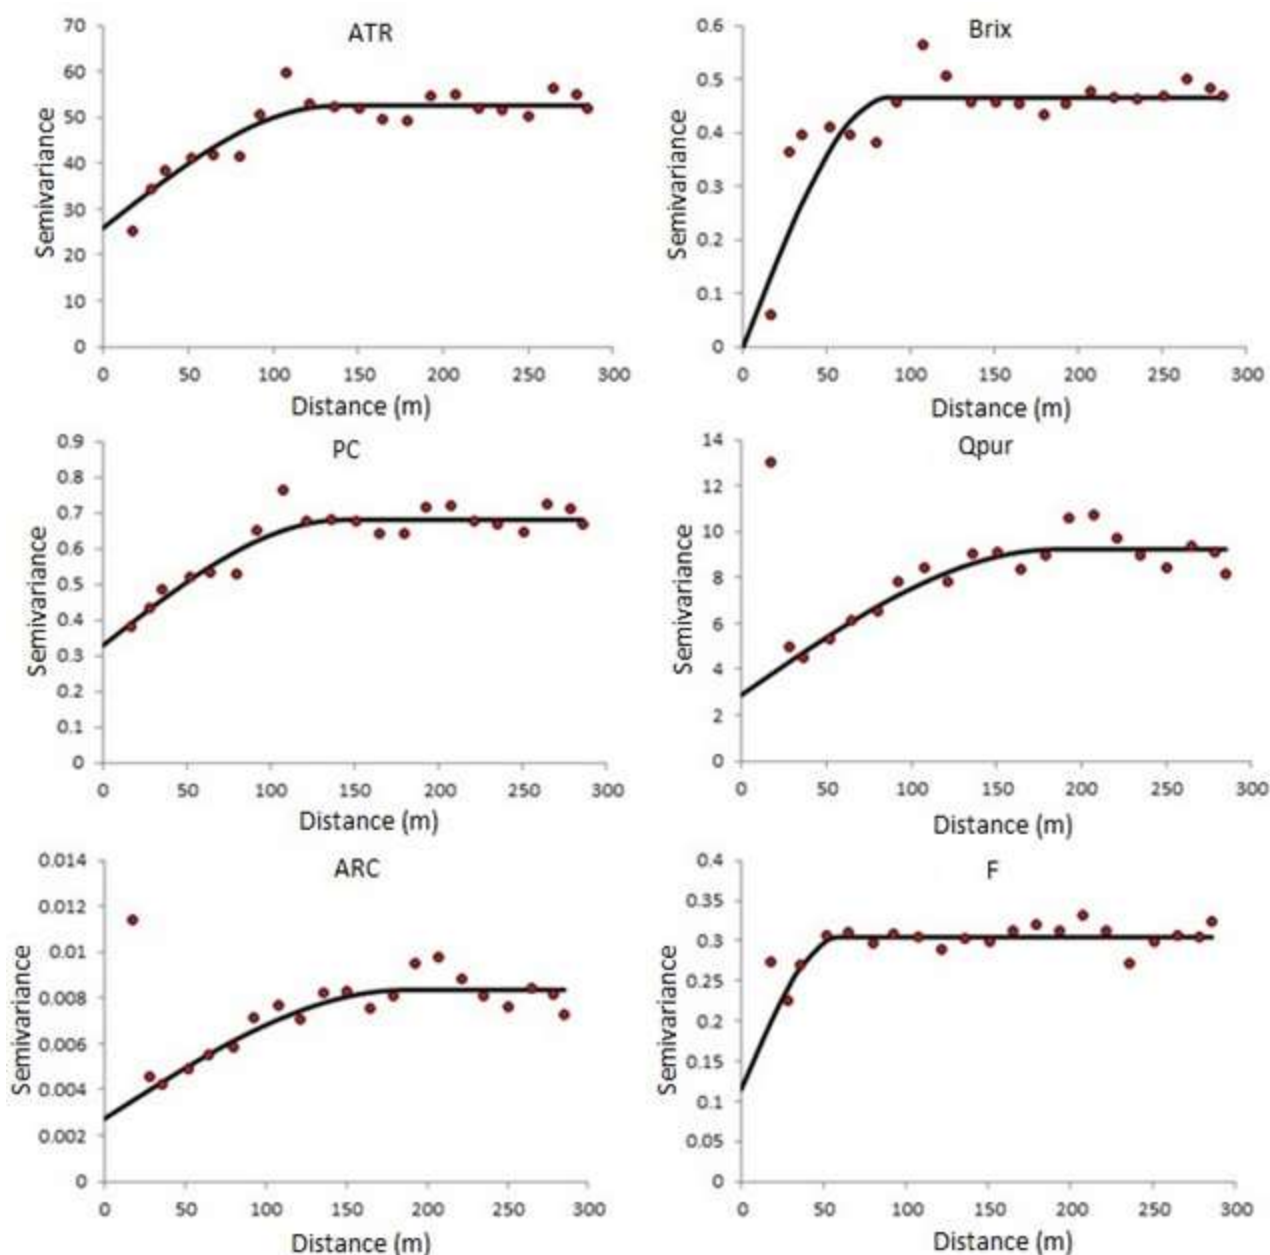 ATR
Semivariance
70
60
50
40
30
20
10
0
0 50 100 150 200 250 300
Distance (m)
Brix
Semivariance
0.6
0.5
0.4
0.3
0.2
0.1
0
0 50 100 150 200 250 300
Distance (m)
PC
Semivariance
0.9
0.8
0.7
0.6
0.5
0.4
0.3
0.2
0.1
0
0 50 100 150 200 250 300
Distance (m)
Qpur
Semivariance
14
12
10
8
6
4
2
0
0 50 100 150 200 250 300
Distance (m)
ARC
Semivariance
0.014
0.012
0.01
0.008
0.006
0.004
0.002
0
0 50 100 150 200 250 300
Distance (m)
F
Semivariance
0.4
0.35
0.3
0.25
0.2
0.15
0.1
0.05
0
0 50 100 150 200 250 300
Distance (m)